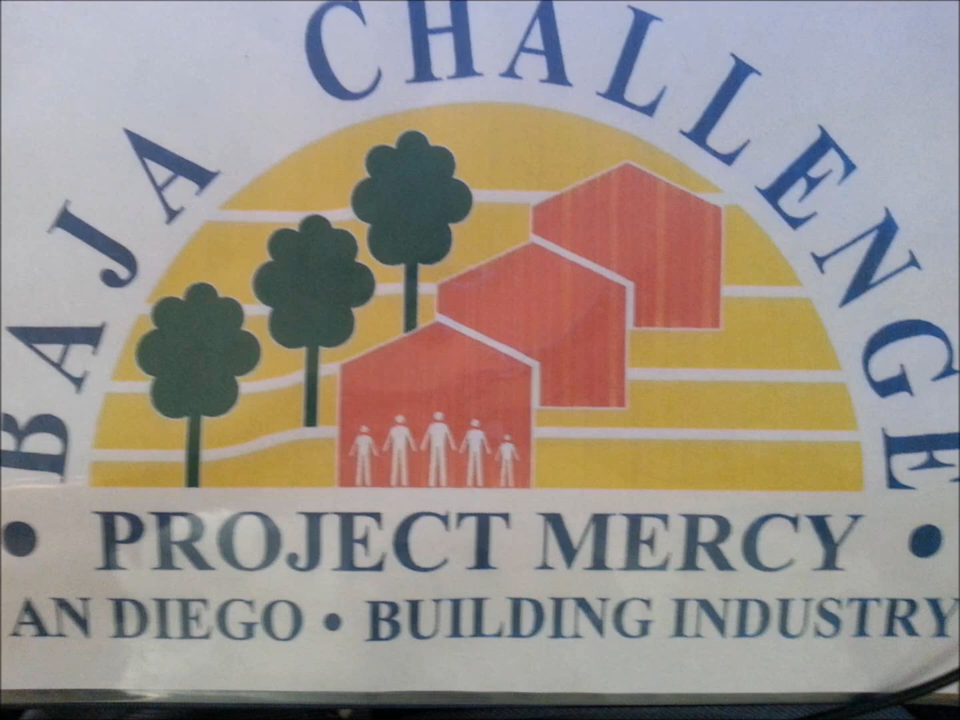 BAJA CHALLENGE
• PROJECT MERCY •
AN DIEGO • BUILDING INDUSTRY